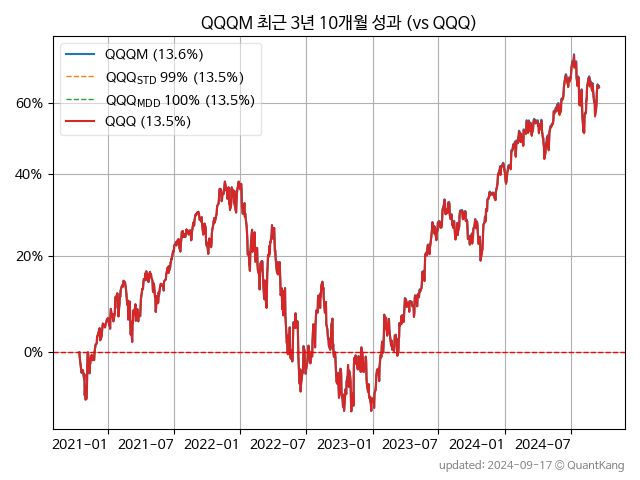 QQQM 최근 3년 10개월 성과 (vs QQQ)
QQQM (13.6%)
QQQSTD 99% (13.5%)
QQQMDD 100% (13.5%)
QQQ (13.5%)
60%
40%
20%
0%
2021-01 2021-07 2022-01 2022-07 2023-01 2023-07 2024-01 2024-07
updated: 2024-09-17 © QuantKang